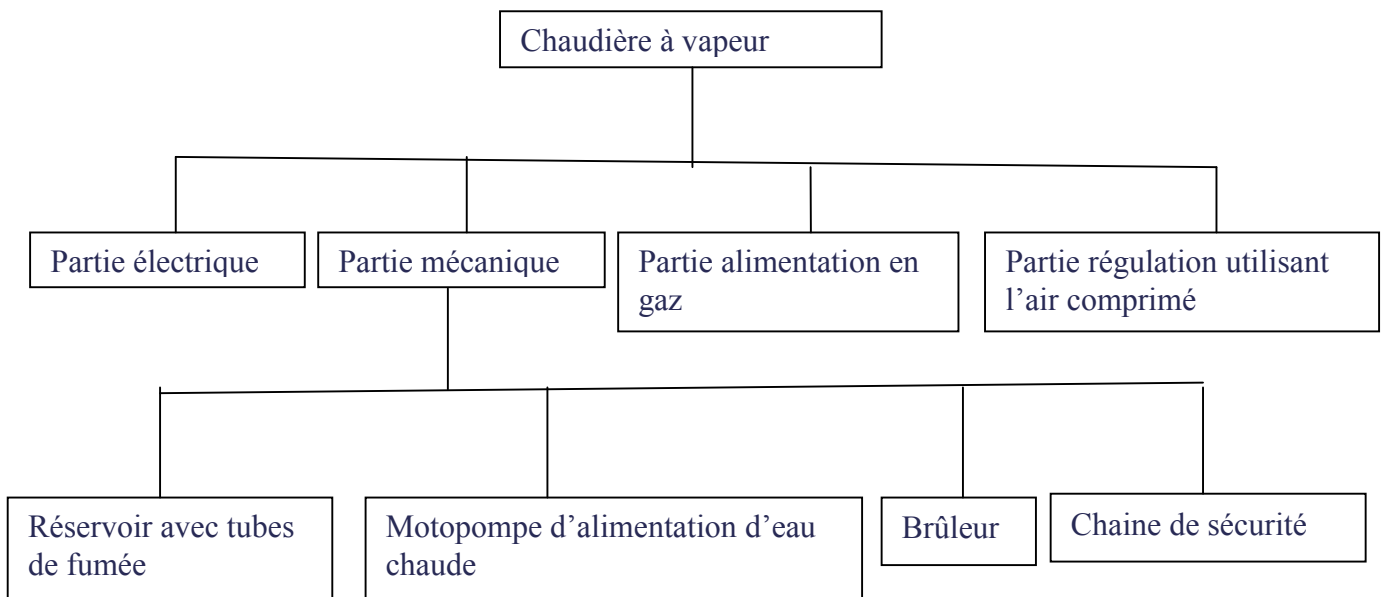 Chaudière à vapeur
Partie électrique
Partie mécanique
Partie alimentation en
gaz
Partie régulation utilisant
l’air comprimé
Réservoir avec tubes
de fumée
Motopompe d’alimentation d’eau
chaude
Brûleur
Chaine de sécurité